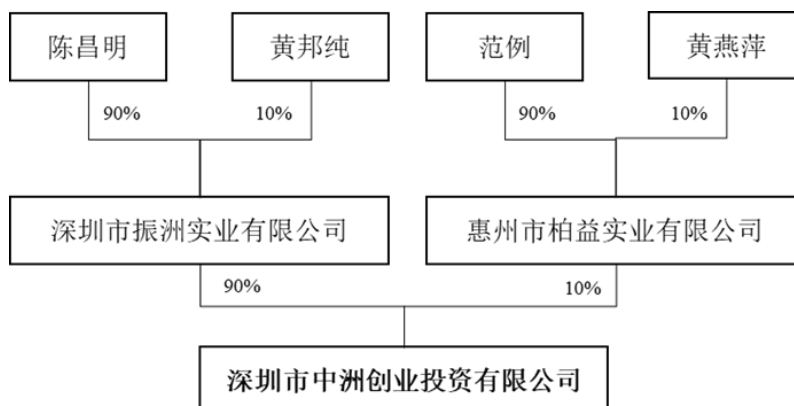 陈昌明
黄邦纯
范例
黄燕萍
90%
10%
90%
10%
深圳市振洲实业有限公司
惠州市柏益实业有限公司
90%
10%
深圳市中洲创业投资有限公司